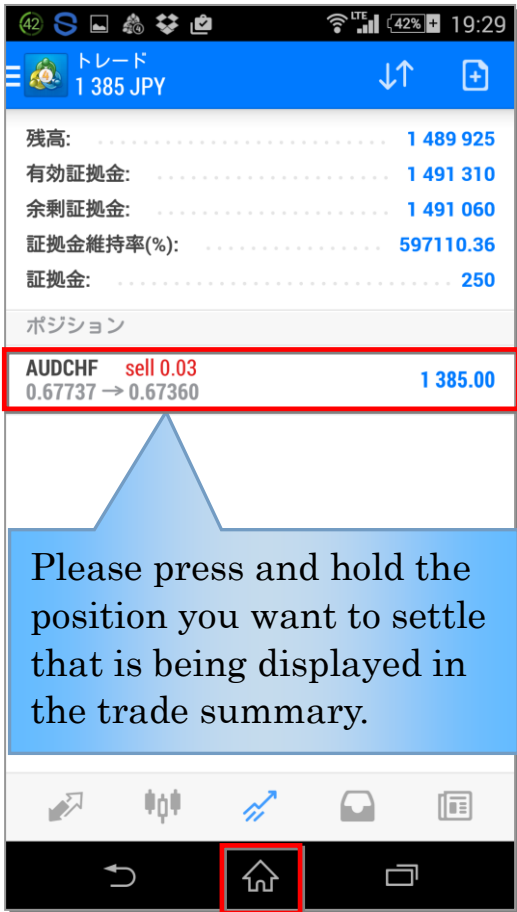 42 4 LTE 42% 19:29
トレード
1 385 JPY
残高: 1 489 925
有効証拠金: 1 491 310
余剰証拠金: 1 491 060
証拠金維持率(%): 597110.36
証拠金: 250
ポジション
AUDCHF sell 0.03
0.67737 → 0.67360 1 385.00
Please press and hold the
position you want to settle
that is being displayed in
the trade summary.